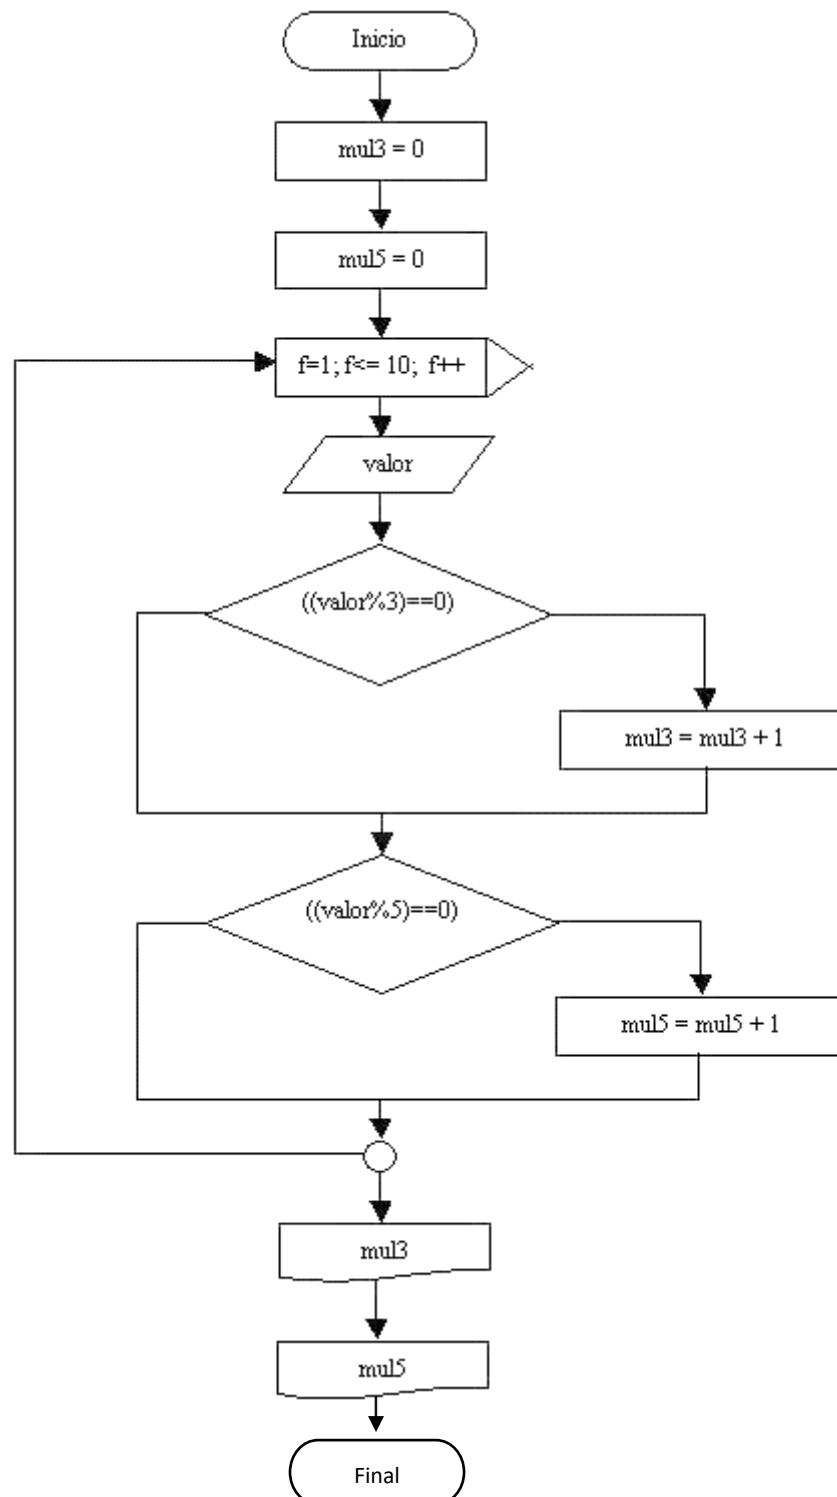 Inicio
mul3 = 0
mul5 = 0
f=1; f<= 10; f++
valor
((valor%3)==0)
mul3 = mul3 + 1
((valor%5)==0)
mul5 = mul5 + 1
mul3
mul5
Final